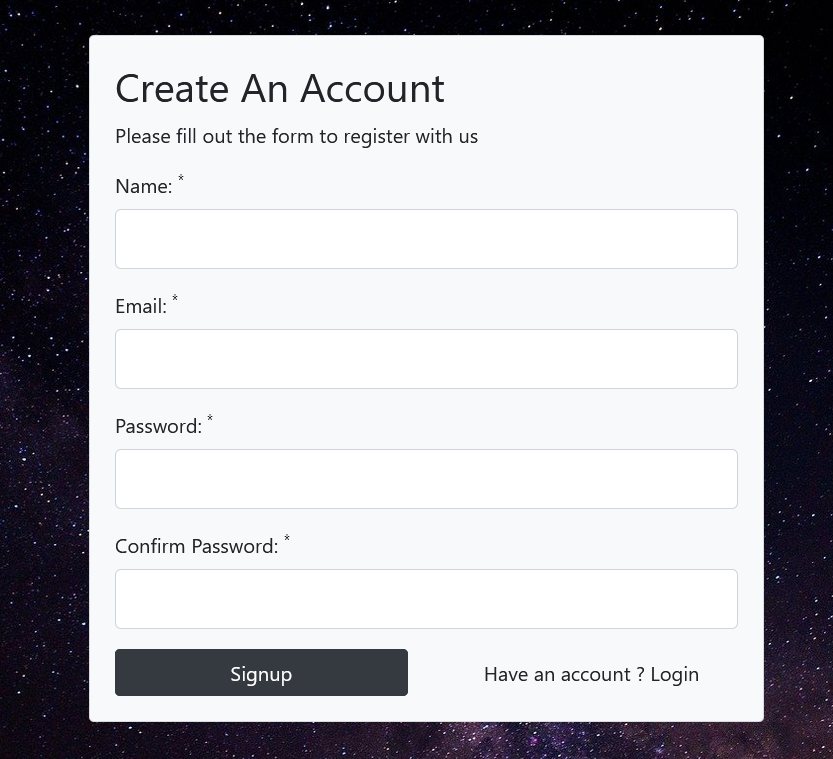 Create An Account
Please fill out the form to register with us
Name: *
Email: *
Password: *
Confirm Password: *
Signup
Have an account ? Login